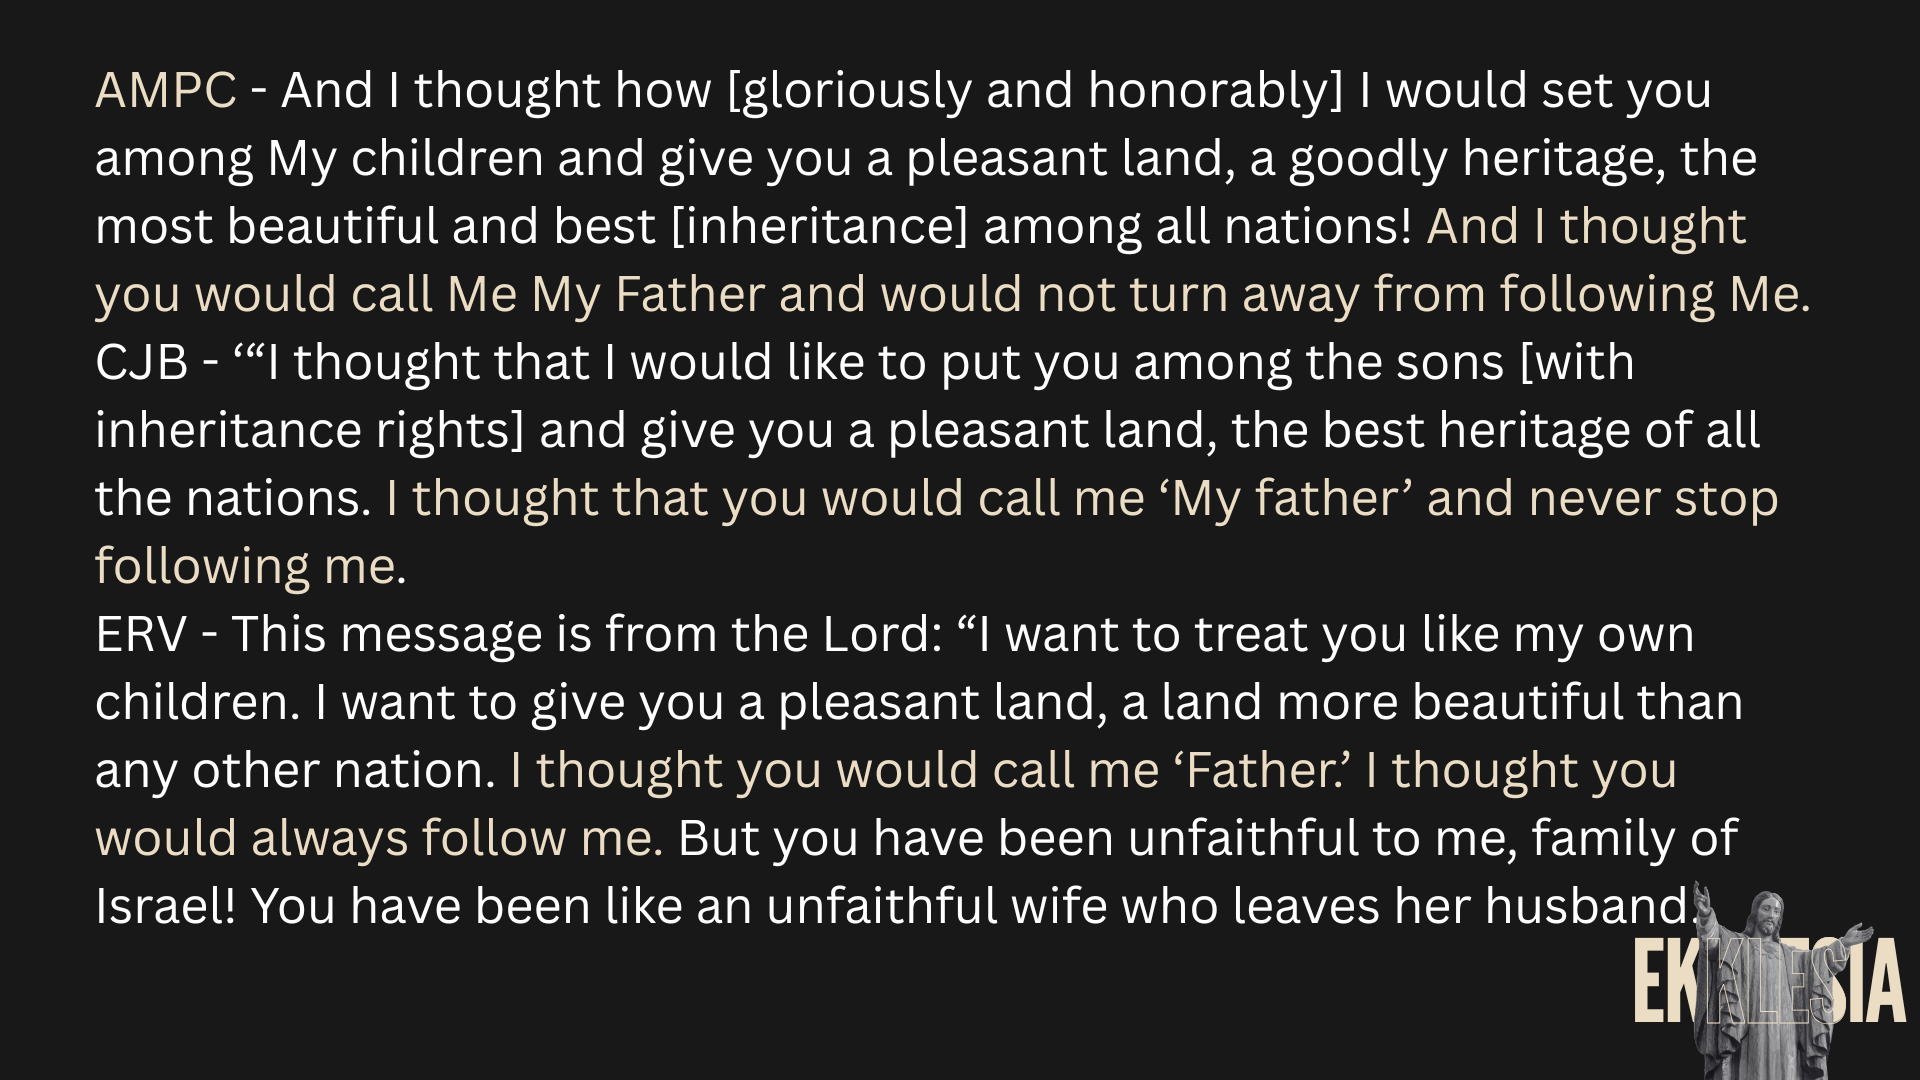 AMPC - And I thought how [gloriously and honorably] I would set you
among My children and give you a pleasant land, a goodly heritage, the
most beautiful and best [inheritance] among all nations! And I thought
you would call Me My Father and would not turn away from following Me.
CJB - ‘“I thought that I would like to put you among the sons [with
inheritance rights] and give you a pleasant land, the best heritage of all
the nations. I thought that you would call me ‘My father’ and never stop
following me.
ERV - This message is from the Lord: “I want to treat you like my own
children. I want to give you a pleasant land, a land more beautiful than
any other nation. I thought you would call me ‘Father.’ I thought you
would always follow me. But you have been unfaithful to me, family of
Israel! You have been like an unfaithful wife who leaves her husband.
EKKLESIA